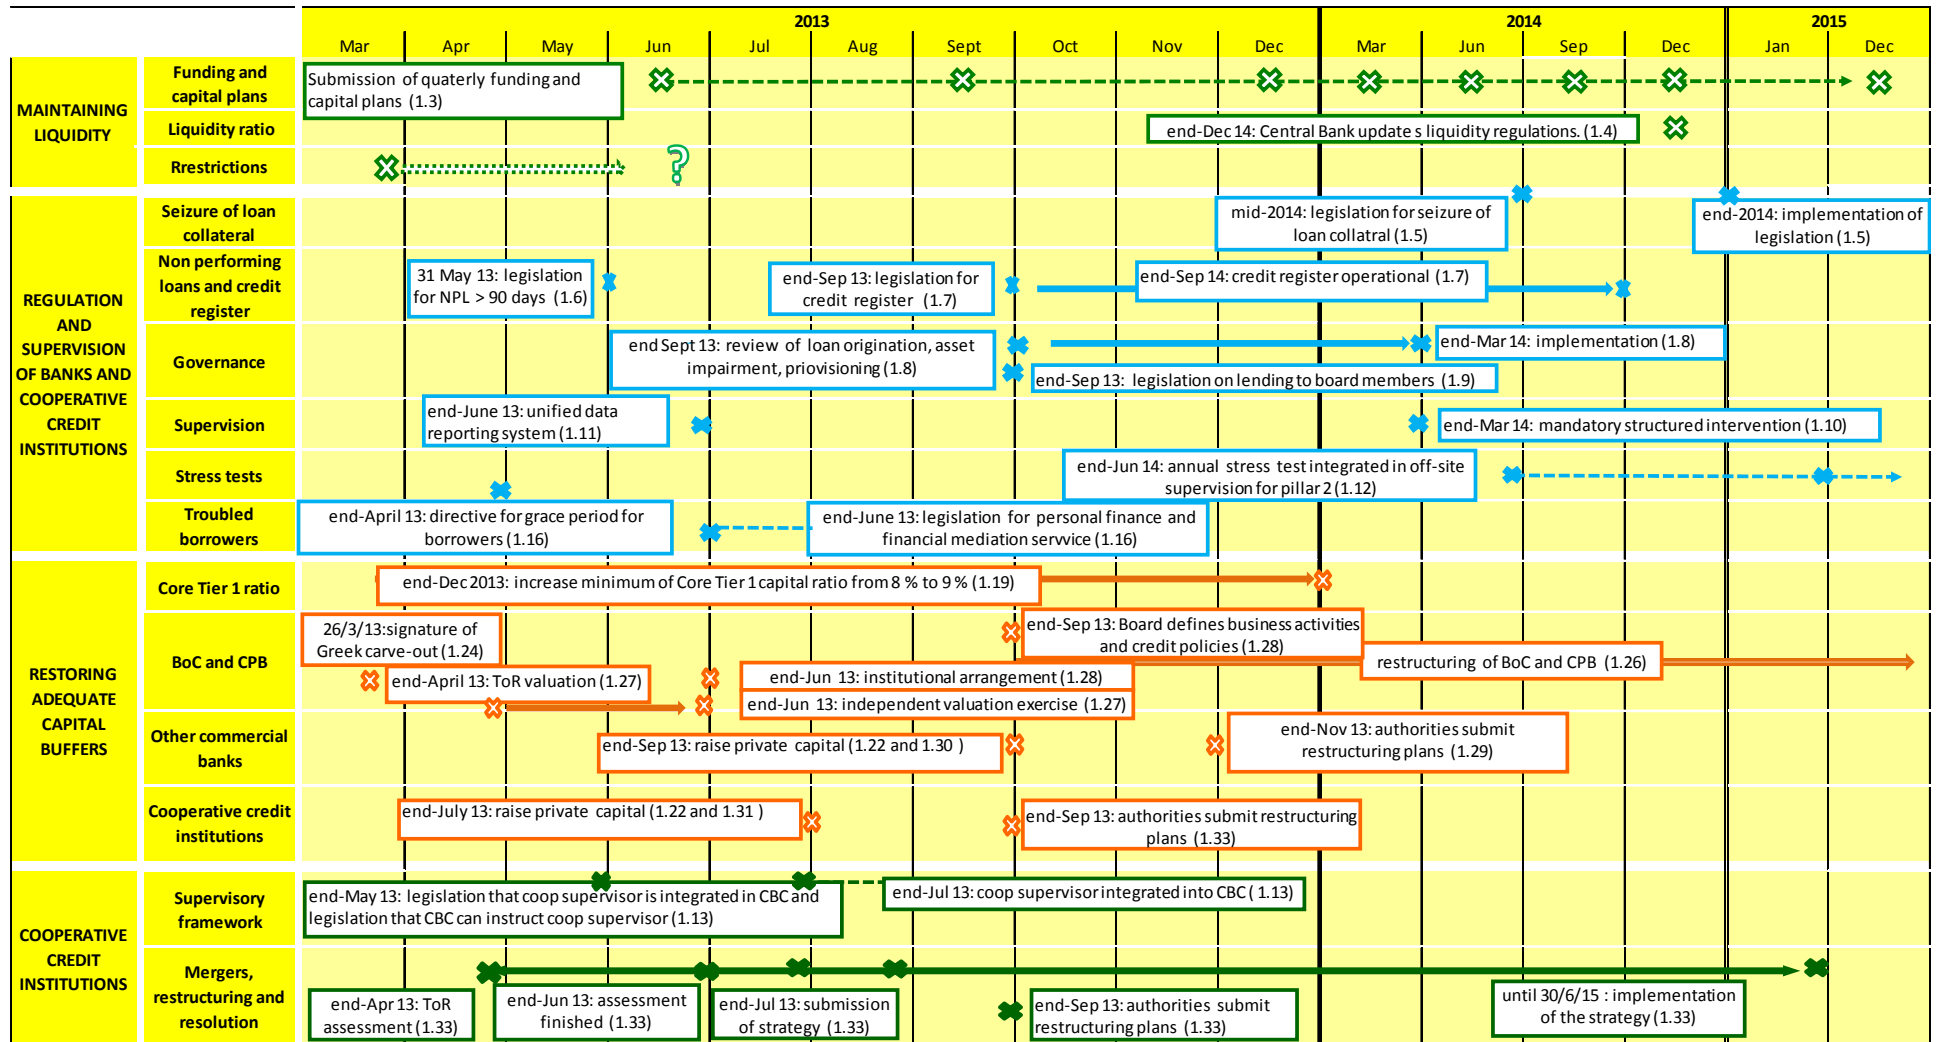 2013
2014
2015
Mar
Apr
May
Jun
Jul
Aug
Sept
Oct
Nov
Dec
Mar
Jun
Sep
Dec
Jan
Dec
MAINTAINING
LIQUIDITY
Funding and
capital plans
Submission of quaterly funding and
capital plans (1.3)
Liquidity ratio
end-Dec 14: Central Bank update s liquidity regulations. (1.4)
Rrestrictions
?
REGULATION
AND
SUPERVISION
OF BANKS AND
COOPERATIVE
CREDIT
INSTITUTIONS
Seizure of loan
collateral
mid-2014: legislation for seizure of
loan collatral (1.5)
end-2014: implementation of
legislation (1.5)
Non performing
loans and credit
register
31 May 13: legislation
for NPL > 90 days (1.6)
end-Sep 13: legislation for
credit register (1.7)
end-Sep 14: credit register operational (1.7)
Governance
end Sept 13: review of loan origination, asset
impairment, priovisioning (1.8)
end-Mar 14: implementation (1.8)
end-Sep 13: legislation on lending to board members (1.9)
Supervision
end-June 13: unified data
reporting system (1.11)
end-Mar 14: mandatory structured intervention (1.10)
Stress tests
end-Jun 14: annual stress test integrated in off-site
supervision for pillar 2 (1.12)
Troubled
borrowers
end-April 13: directive for grace period for
borrowers (1.16)
end-June 13: legislation for personal finance and
financial mediation servvice (1.16)
RESTORING
ADEQUATE
CAPITAL
BUFFERS
Core Tier 1 ratio
end-Dec 2013: increase minimum of Core Tier 1 capital ratio from 8 % to 9 % (1.19)
BoC and CPB
26/3/13:signature of
Greek carve-out (1.24)
end-April 13: ToR valuation (1.27)
end-Jun 13: institutional arrangement (1.28)
end-Jun 13: independent valuation exercise (1.27)
end-Sep 13: Board defines business activities
and credit policies (1.28)
restructuring of BoC and CPB (1.26)
Other commercial
banks
end-Sep 13: raise private capital (1.22 and 1.30 )
end-Nov 13: authorities submit
restructuring plans (1.29)
Cooperative credit
institutions
end-July 13: raise private capital (1.22 and 1.31 )
end-Sep 13: authorities submit restructuring
plans (1.33)
COOPERATIVE
CREDIT
INSTITUTIONS
Supervisory
framework
end-May 13: legislation that coop supervisor is integrated in CBC and
legislation that CBC can instruct coop supervisor (1.13)
end-Jul 13: coop supervisor integrated into CBC ( 1.13)
Mergers,
restructuring and
resolution
end-Apr 13: ToR
assessment (1.33)
end-Jun 13: assessment
finished (1.33)
end-Jul 13: submission
of strategy (1.33)
end-Sep 13: authorities submit
restructuring plans (1.33)
until 30/6/15 : implementation
of the strategy (1.33)